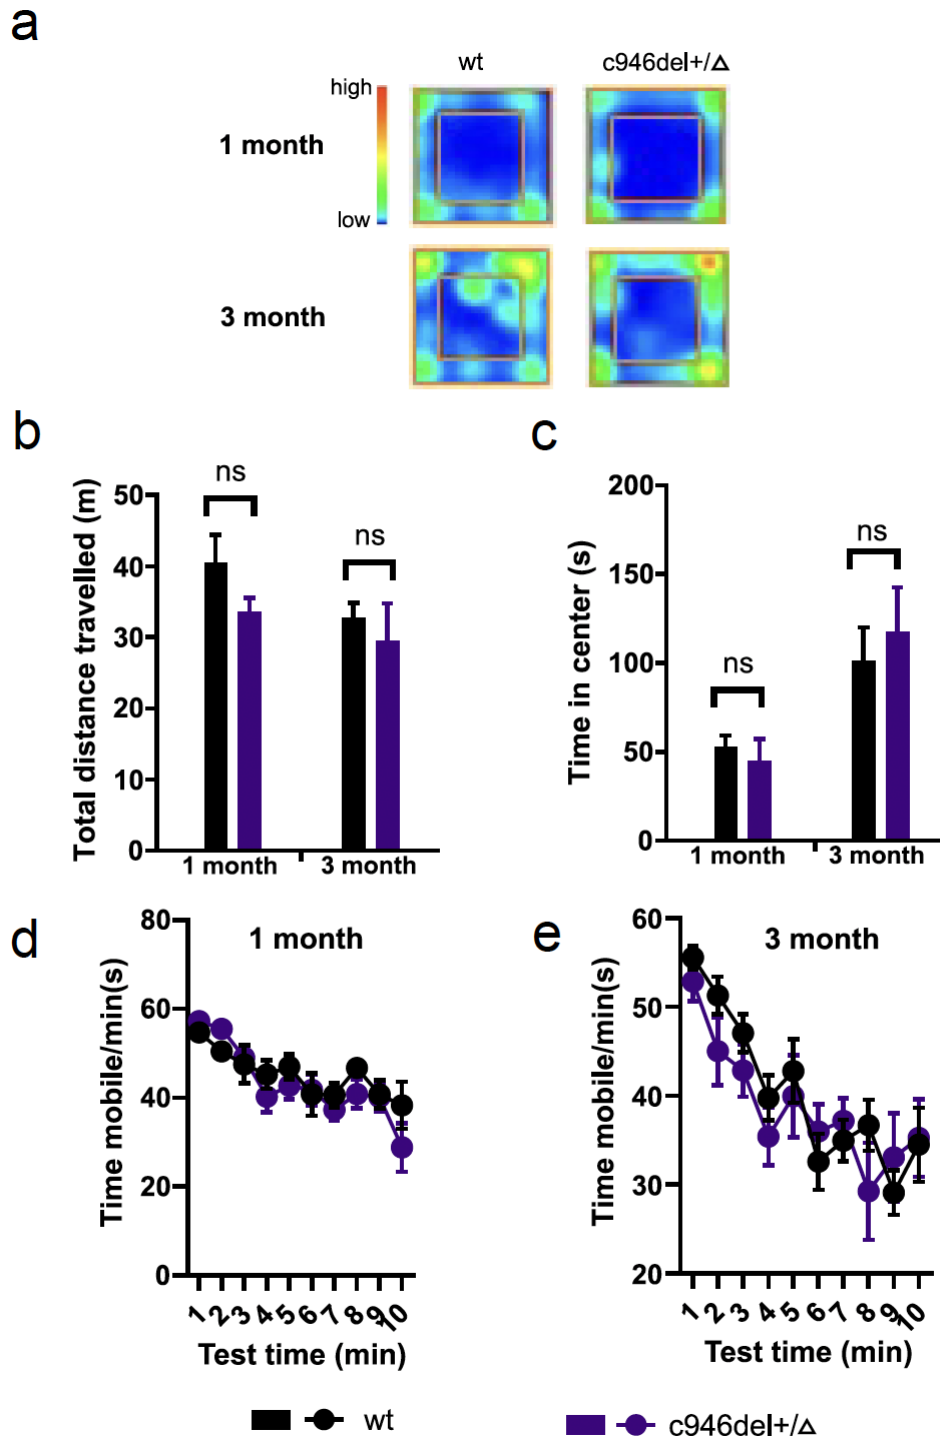 a
wt c946del+/Δ
high
1 month
low
3 month
b
c
ns
ns
Total distance travelled (m)
50
40
30
20
10
0
1 month 3 month
ns
ns
Time in center (s)
200
150
100
50
0
1 month 3 month
d
1 month
Time mobile/min(s)
80
60
40
20
0
1 2 3 4 5 6 7 8 9 10
Test time (min)
e
3 month
Time mobile/min(s)
60
50
40
30
20
1 2 3 4 5 6 7 8 9 10
Test time (min)
wt c946del+/Δ